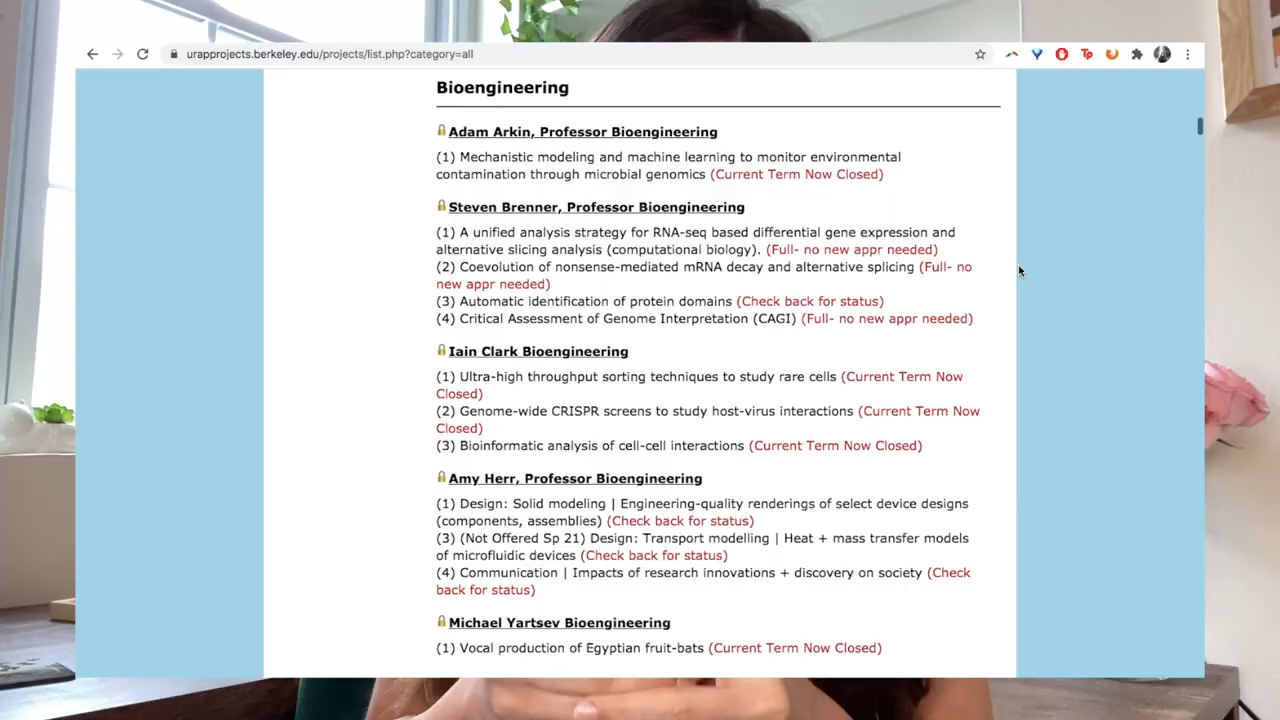 urapprojects.berkeley.edu/projects/list.php?category=all
Tp
Bioengineering
Adam Arkin, Professor Bioengineering
(1) Mechanistic modeling and machine learning to monitor environmental
contamination through microbial genomics (Current Term Now Closed)
Steven Brenner, Professor Bioengineering
(1) A unified analysis strategy for RNA-seq based differential gene expression and
alternative slicing analysis (computational biology). (Full- no new appr needed)
(2) Coevolution of nonsense-mediated mRNA decay and alternative splicing (Full- no
new appr needed)
(3) Automatic identification of protein domains (Check back for status)
(4) Critical Assessment of Genome Interpretation (CAGI) (Full- no new appr needed)
Iain Clark Bioengineering
(1) Ultra-high throughput sorting techniques to study rare cells (Current Term Now
Closed)
(2) Genome-wide CRISPR screens to study host-virus interactions (Current Term Now
Closed)
(3) Bioinformatic analysis of cell-cell interactions (Current Term Now Closed)
Amy Herr, Professor Bioengineering
(1) Design: Solid modeling | Engineering-quality renderings of select device designs
(components, assemblies) (Check back for status)
(3) (Not Offered Sp 21) Design: Transport modelling | Heat + mass transfer models
of microfluidic devices (Check back for status)
(4) Communication | Impacts of research innovations + discovery on society (Check
back for status)
Michael Yartsev Bioengineering
(1) Vocal production of Egyptian fruit-bats (Current Term Now Closed)